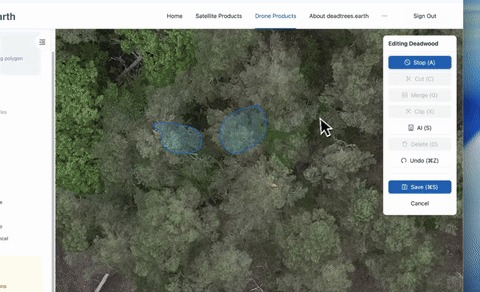 earth
Home
Satellite Products
Drone Products
About deadtrees.earth
Sign Out
Editing Deadwood
Stop (A)
Cut (C)
Merge (G)
Clip (X)
AI (S)
Delete (D)
Undo (⌘Z)
Save (⌘S)
Cancel
polygon